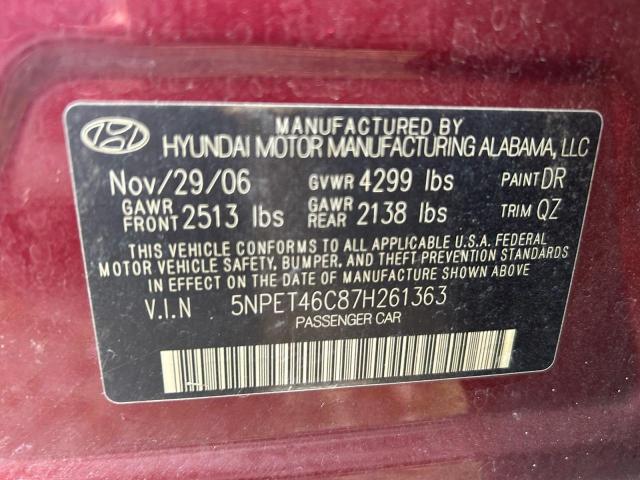 MANUFACTURED BY
HYUNDAI MOTOR MANUFACTURING ALABAMA, LLC
Nov/29/06 GVWR 4299 lbs PAINT DR
GAWR FRONT 2513 lbs GAWR REAR 2138 lbs TRIM QZ
THIS VEHICLE CONFORMS TO ALL APPLICABLE U.S.A. FEDERAL
MOTOR VEHICLE SAFETY, BUMPER, AND THEFT PREVENTION STANDARDS
IN EFFECT ON THE DATE OF MANUFACTURE SHOWN ABOVE
V.I.N 5NPET46C87H261363
PASSENGER CAR